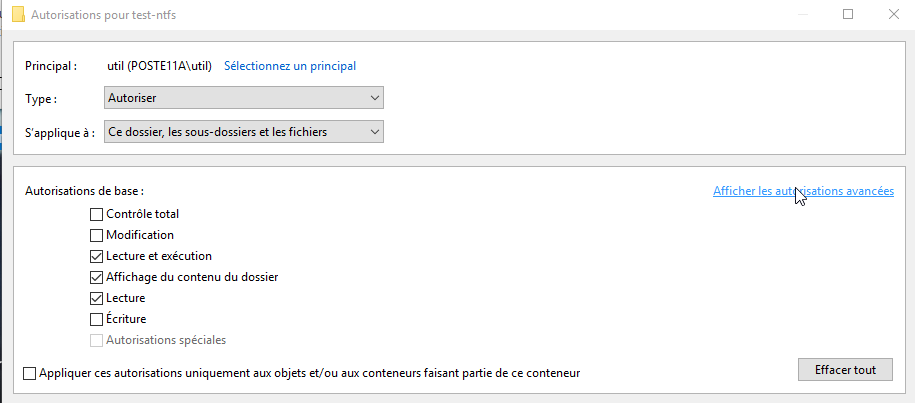 Autorisations pour test-ntfs
Principal : util (POSTE11A\util) Sélectionnez un principal
Type : Autoriser
S'applique à : Ce dossier, les sous-dossiers et les fichiers
Autorisations de base : Afficher les autorisations avancées
Contrôle total
Modification
Lecture et exécution
Affichage du contenu du dossier
Lecture
Écriture
Autorisations spéciales
Appliquer ces autorisations uniquement aux objets et/ou aux conteneurs faisant partie de ce conteneur
Effacer tout